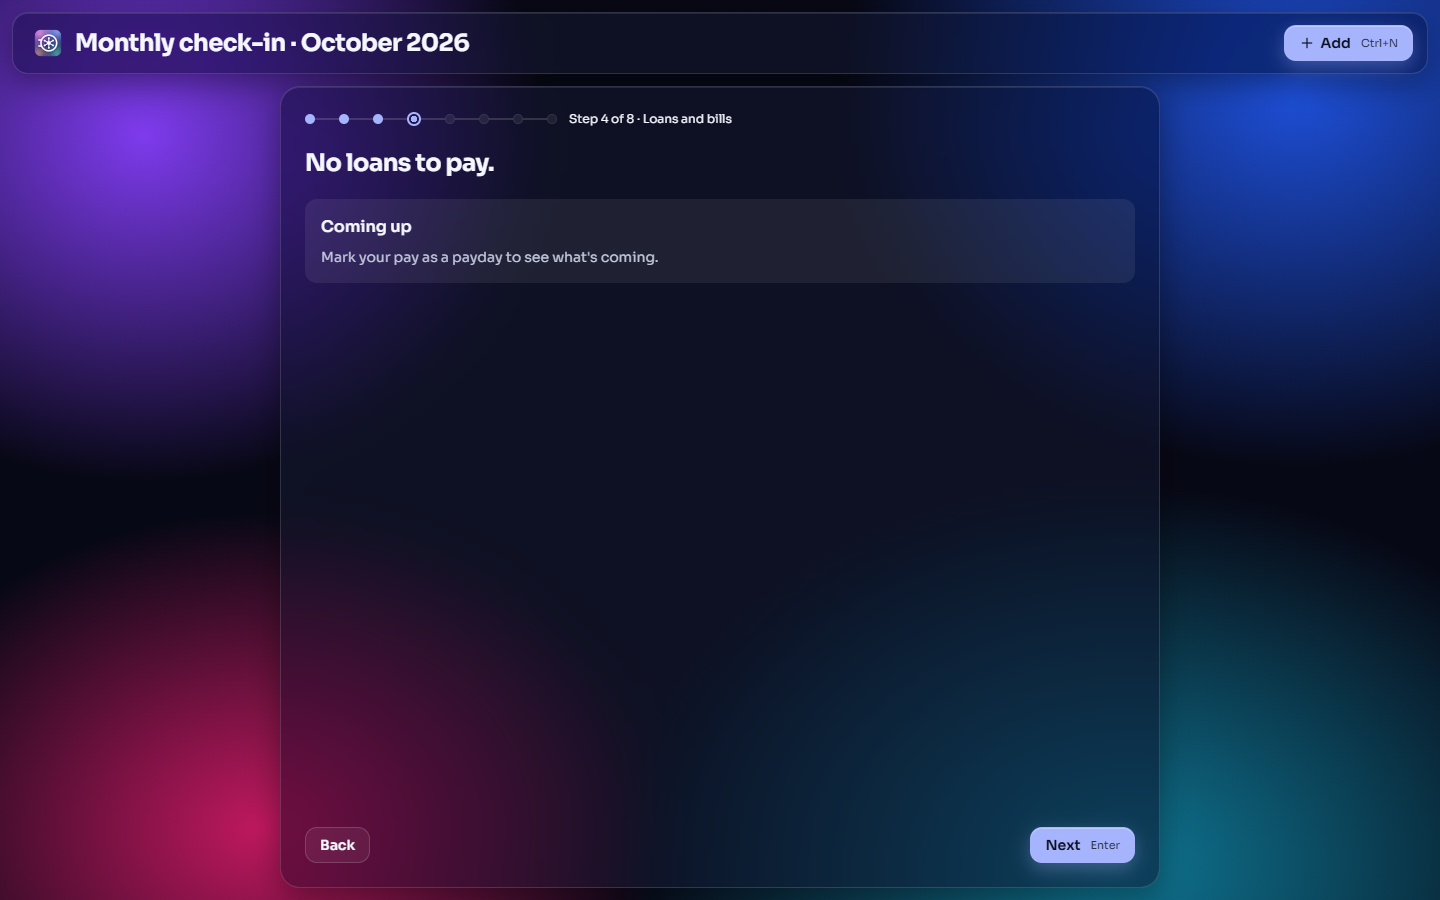 Monthly check-in · October 2026
+ Add Ctrl+N
Step 4 of 8 · Loans and bills
No loans to pay.
Coming up
Mark your pay as a payday to see what's coming.
Back
Next Enter